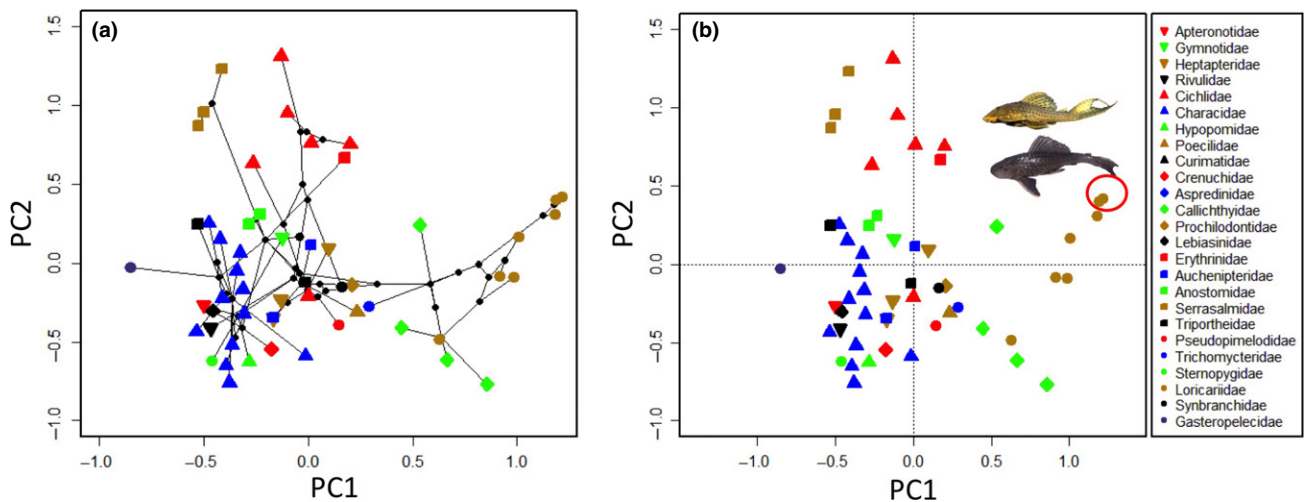 (a)
PC2
1.5
1.0
0.5
0.0
−0.5
−1.0
−1.0
−0.5
0.0
0.5
1.0
PC1
(b)
PC2
1.5
1.0
0.5
0.0
−0.5
−1.0
−1.0
−0.5
0.0
0.5
1.0
PC1
Apteronotidae
Gymnotidae
Heptapteridae
Rivulidae
Cichlidae
Characidae
Hypopomidae
Poecilidae
Curimatidae
Crenuchidae
Aspredinidae
Callichthyidae
Prochilodontidae
Lebiasinidae
Erythrinidae
Auchenipteridae
Anostomidae
Serrasalmidae
Triportheidae
Pseudopimelodidae
Trichomycteridae
Sternopygidae
Loricariidae
Synbranchidae
Gasteropelecidae